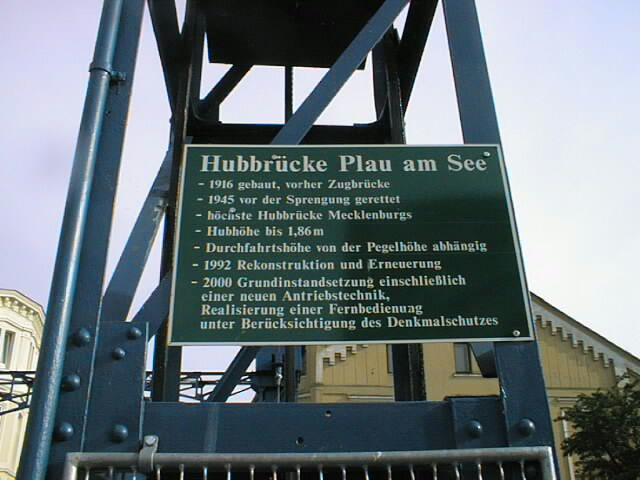 Hubbrücke Plau am See
- 1916 gebaut, vorher Zugbrücke
- 1945 vor der Sprengung gerettet
- höchste Hubbrücke Mecklenburgs
- Hubhöhe bis 1,86 m
- Durchfahrtshöhe von der Pegelhöhe abhängig
- 1992 Rekonstruktion und Erneuerung
- 2000 Grundinstandsetzung einschließlich
einer neuen Antriebstechnik,
Realisierung einer Fernbedienung
unter Berücksichtigung des Denkmalschutzes